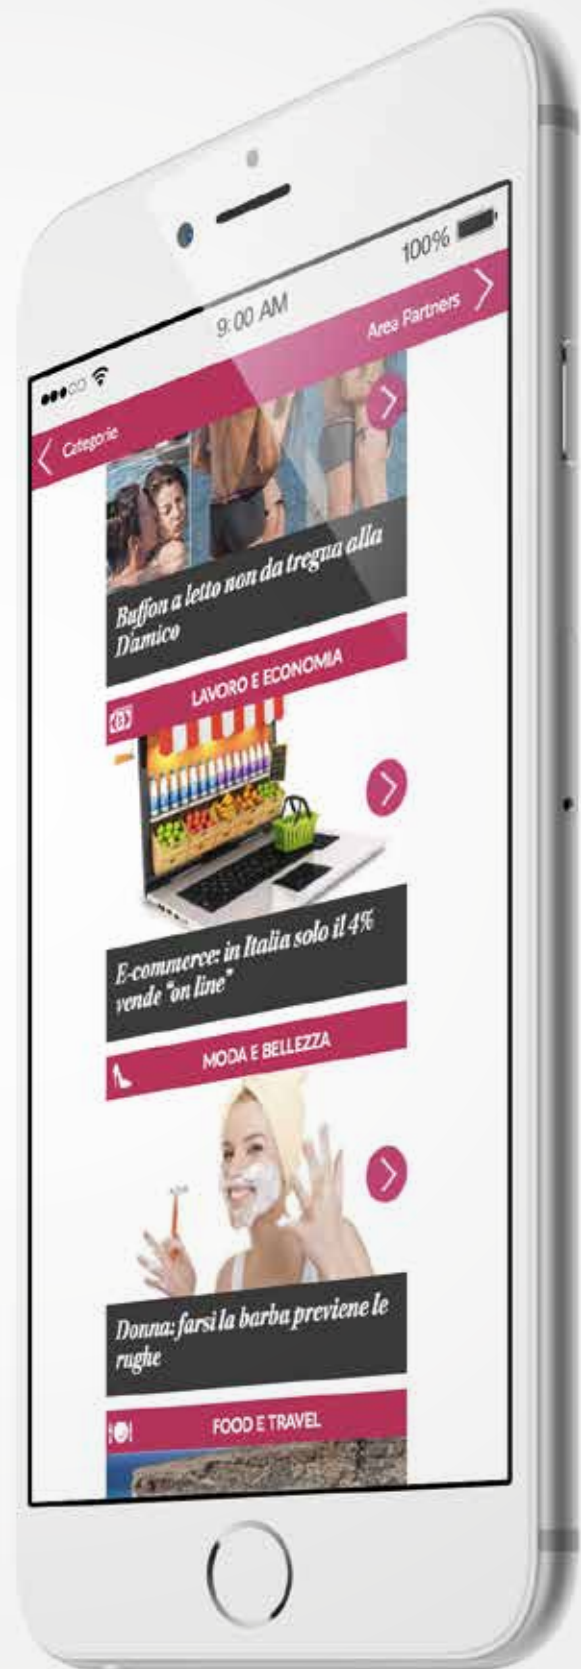 100%
9:00 AM
Area Partners
Categorie
Buffon a letto non da tregua alla
D'amico
LAVORO E ECONOMIA
E-commerce: in Italia solo il 4%
vende "on line"
MODA E BELLEZZA
Donna: farsi la barba previene le
rughe
FOOD E TRAVEL